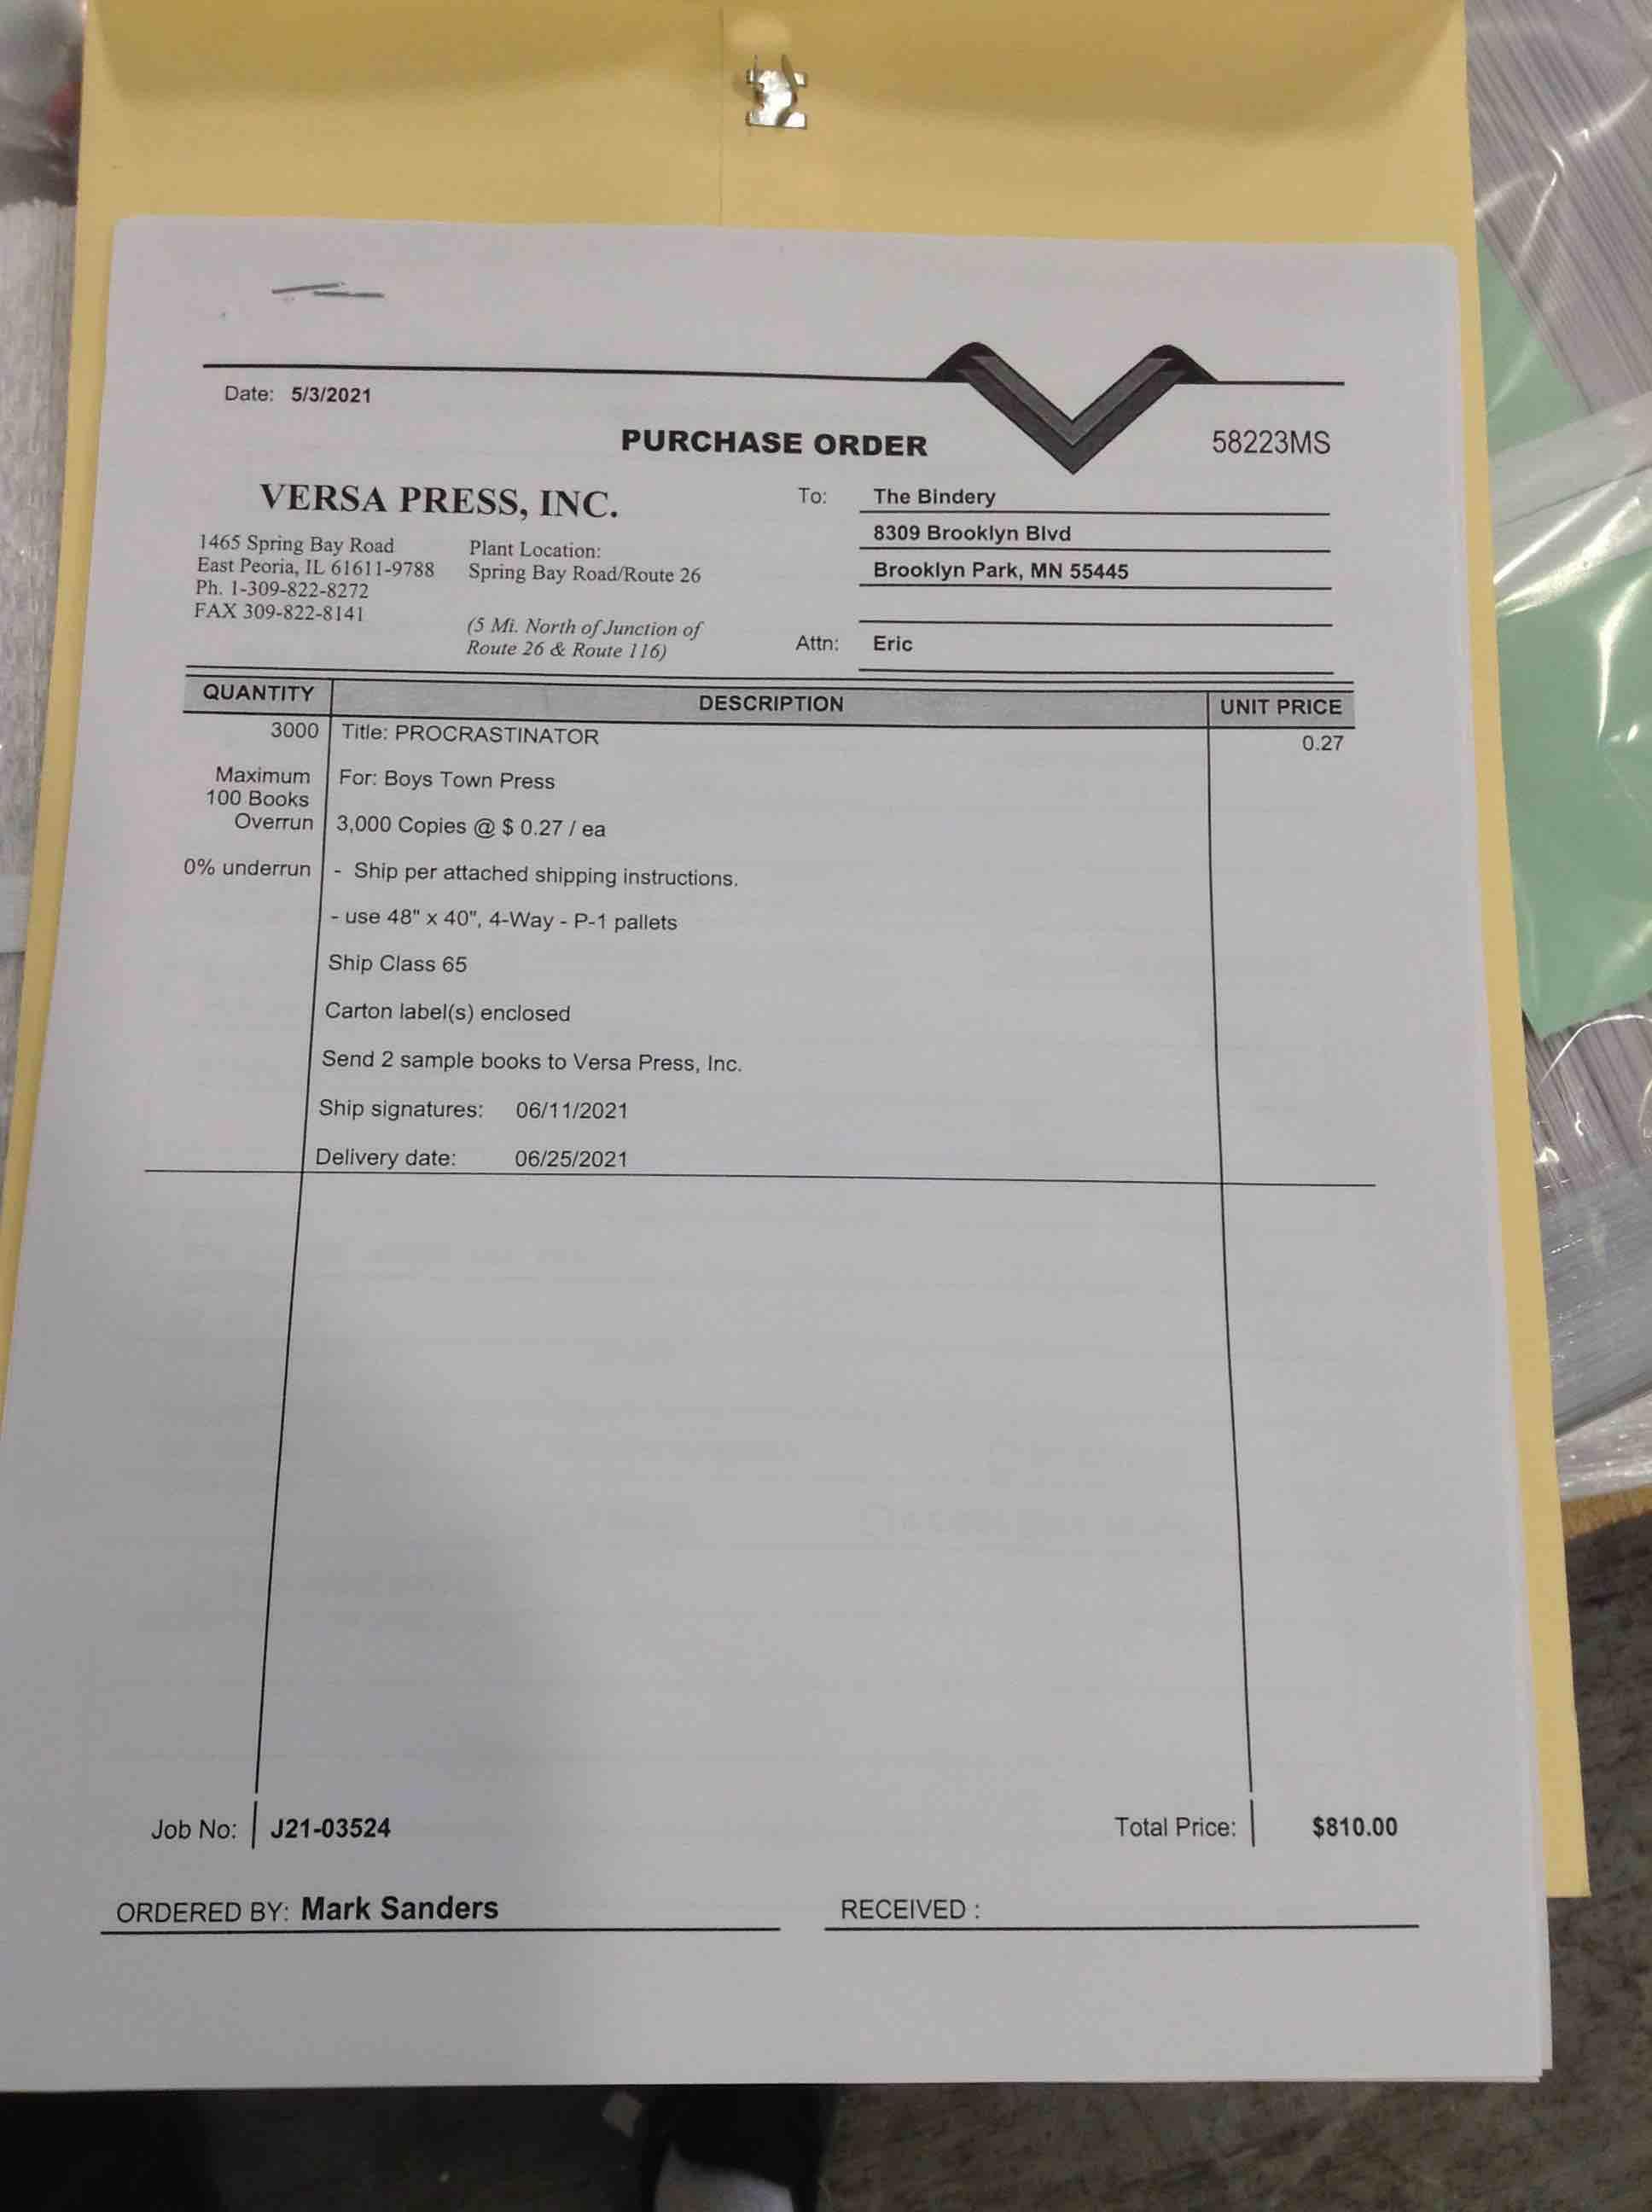 Date: 5/3/2021
PURCHASE ORDER
58223MS
VERSA PRESS, INC.
1465 Spring Bay Road
East Peoria, IL 61611-9788
Ph. 1-309-822-8272
FAX 309-822-8141
Plant Location:
Spring Bay Road/Route 26
(5 Mi. North of Junction of
Route 26 & Route 116)
To: The Bindery
8309 Brooklyn Blvd
Brooklyn Park, MN 55445
Attn: Eric
QUANTITY DESCRIPTION UNIT PRICE
3000 Title: PROCRASTINATOR 0.27
Maximum
100 Books
Overrun
0% underrun
For: Boys Town Press
3,000 Copies @ $ 0.27 / ea
- Ship per attached shipping instructions.
- use 48" x 40", 4-Way - P-1 pallets
Ship Class 65
Carton label(s) enclosed
Send 2 sample books to Versa Press, Inc.
Ship signatures: 06/11/2021
Delivery date: 06/25/2021
Job No: J21-03524
Total Price: $810.00
ORDERED BY: Mark Sanders
RECEIVED :